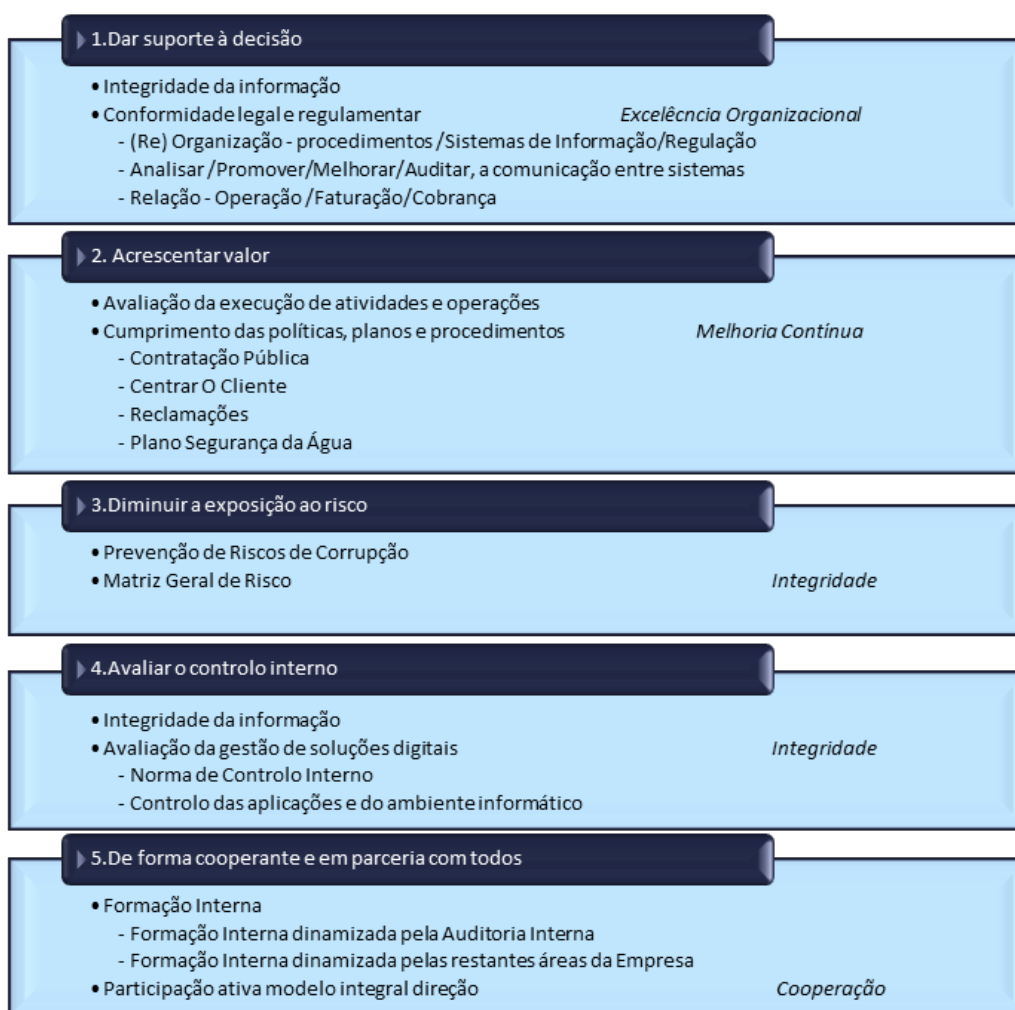 1.Dar suporte à decisão
• Integridade da informação
• Conformidade legal e regulamentar Excelêcncia Organizacional
- (Re) Organização - procedimentos /Sistemas de Informação/Regulação
- Analisar /Promover/Melhorar/Auditar, a comunicação entre sistemas
- Relação - Operação /Faturação/Cobrança
2. Acrescentar valor
• Avaliação da execução de atividades e operações
• Cumprimento das políticas, planos e procedimentos Melhoria Contínua
- Contratação Pública
- Centrar O Cliente
- Reclamações
- Plano Segurança da Água
3.Diminuir a exposição ao risco
• Prevenção de Riscos de Corrupção
• Matriz Geral de Risco Integridade
4.Avaliar o controlo interno
• Integridade da informação
• Avaliação da gestão de soluções digitais Integridade
- Norma de Controlo Interno
- Controlo das aplicações e do ambiente informático
5.De forma cooperante e em parceria com todos
• Formação Interna
- Formação Interna dinamizada pela Auditoria Interna
- Formação Interna dinamizada pelas restantes áreas da Empresa
• Participação ativa modelo integral direção Cooperação